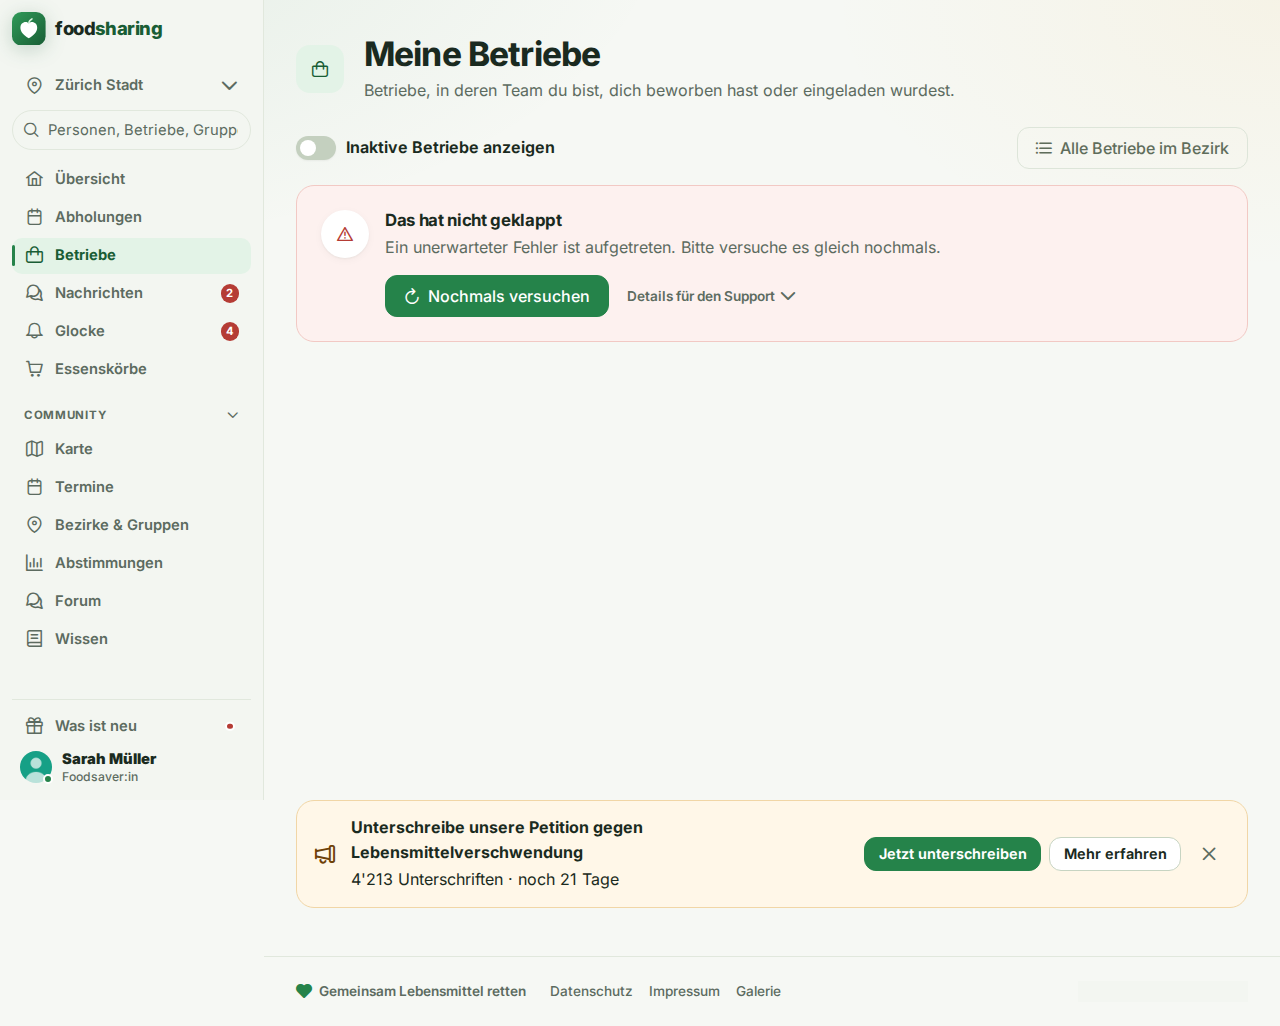 foodsharing
Zürich Stadt
Personen, Betriebe, Grupp
Übersicht
Abholungen
Betriebe
Nachrichten 2
Glocke 4
Essenskörbe
COMMUNITY
Karte
Termine
Bezirke & Gruppen
Abstimmungen
Forum
Wissen
Was ist neu
Sarah Müller
Foodsaver:in
Meine Betriebe
Betriebe, in deren Team du bist, dich beworben hast oder eingeladen wurdest.
Inaktive Betriebe anzeigen
Alle Betriebe im Bezirk
Das hat nicht geklappt
Ein unerwarteter Fehler ist aufgetreten. Bitte versuche es gleich nochmals.
Nochmals versuchen
Details für den Support
Unterschreibe unsere Petition gegen
Lebensmittelverschwendung
4'213 Unterschriften · noch 21 Tage
Jetzt unterschreiben
Mehr erfahren
Gemeinsam Lebensmittel retten
Datenschutz
Impressum
Galerie